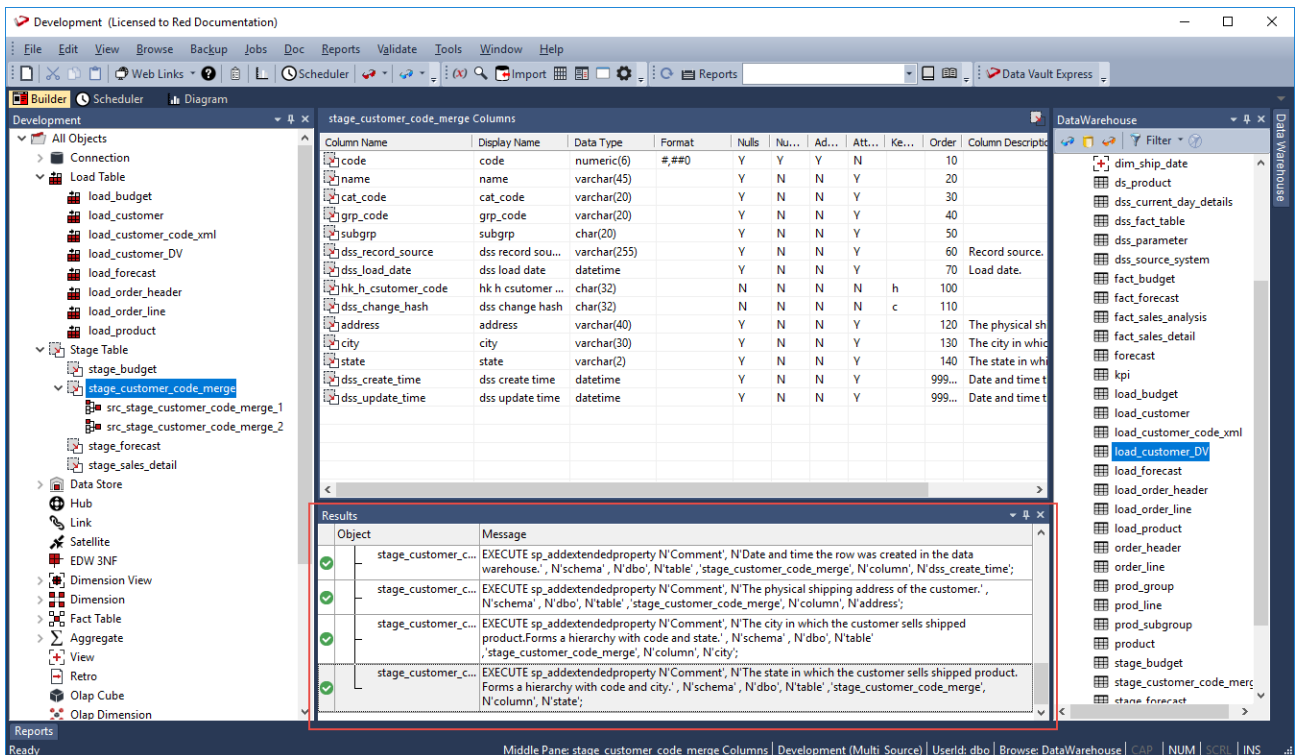 Development (Licensed to Red Documentation)
File Edit View Browse Backup Jobs Doc Reports Validate Tools Window Help
Web Links Scheduler Import Reports Data Vault Express
Builder Scheduler Diagram
Development
All Objects
Connection
Load Table
load_budget
load_customer
load_customer_code_xml
load_customer_DV
load_forecast
load_order_header
load_order_line
load_product
Stage Table
stage_budget
stage_customer_code_merge
src_stage_customer_code_merge_1
src_stage_customer_code_merge_2
stage_forecast
stage_sales_detail
Data Store
Hub
Link
Satellite
EDW 3NF
Dimension View
Dimension
Fact Table
Aggregate
View
Retro
Olap Cube
Olap Dimension
stage_customer_code_merge Columns
Column Name Display Name Data Type Format Nulls Nu... Ad... Att... Ke... Order Column Descriptic
code code numeric(6) #,##0 Y Y Y N 10
name name varchar(45) Y N N Y 20
cat_code cat_code varchar(20) Y N N Y 30
grp_code grp_code varchar(20) Y N N Y 40
subgrp subgrp char(20) Y N N Y 50
dss_record_source dss record sou... varchar(255) Y N N Y 60 Record source.
dss_load_date dss load date datetime Y N N Y 70 Load date.
hk_h_csutomer_code hk h csutomer ... char(32) N N N N h 100
dss_change_hash dss change hash char(32) N N N N c 110
address address varchar(40) Y N N Y 120 The physical sh
city city varchar(30) Y N N Y 130 The city in whic
state state varchar(2) Y N N Y 140 The state in whi
dss_create_time dss create time datetime Y N N Y 999... Date and time t
dss_update_time dss update time datetime Y N N Y 999... Date and time t
Results
Object Message
stage_customer_c... EXECUTE sp_addextendedproperty N'Comment', N'Date and time the row was created in the data
warehouse.' , N'schema' , N'dbo', N'table' ,'stage_customer_code_merge', N'column', N'dss_create_time';
stage_customer_c... EXECUTE sp_addextendedproperty N'Comment', N'The physical shipping address of the customer.' ,
N'schema' , N'dbo', N'table' ,'stage_customer_code_merge', N'column', N'address';
stage_customer_c... EXECUTE sp_addextendedproperty N'Comment', N'The city in which the customer sells shipped
product.Forms a hierarchy with code and state.' , N'schema' , N'dbo', N'table'
,'stage_customer_code_merge', N'column', N'city';
stage_customer_c... EXECUTE sp_addextendedproperty N'Comment', N'The state in which the customer sells shipped product.
Forms a hierarchy with code and city.' , N'schema' , N'dbo', N'table' ,'stage_customer_code_merge',
N'column', N'state';
DataWarehouse
Filter
dim_ship_date
ds_product
dss_current_day_details
dss_fact_table
dss_parameter
dss_source_system
fact_budget
fact_forecast
fact_sales_analysis
fact_sales_detail
forecast
kpi
load_budget
load_customer
load_customer_code_xml
load_customer_DV
load_forecast
load_order_header
load_order_line
load_product
order_header
order_line
prod_group
prod_line
prod_subgroup
product
stage_budget
stage_customer_code_merg
stage_forecast
Data Warehouse
Reports
Ready Middle Pane: stage_customer_code_merge Columns Development (Multi_Source) UserId: dbo Browse: DataWarehouse CAP NUM SCRL INS